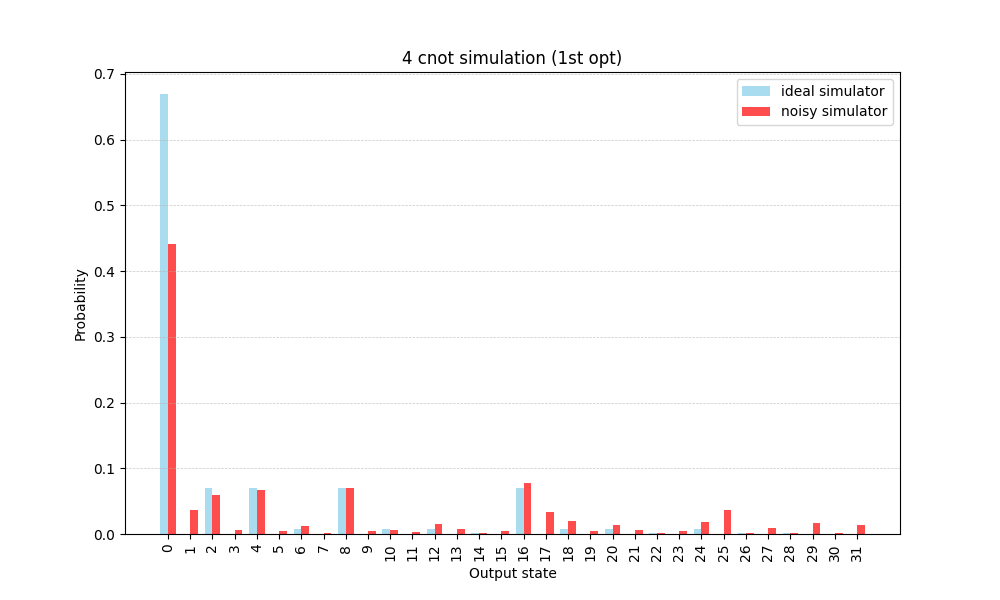 4 cnot simulation (1st opt)
ideal simulator
noisy simulator
Probability
0.7
0.6
0.5
0.4
0.3
0.2
0.1
0.0
0 1 2 3 4 5 6 7 8 9 10 11 12 13 14 15 16 17 18 19 20 21 22 23 24 25 26 27 28 29 30 31
Output state